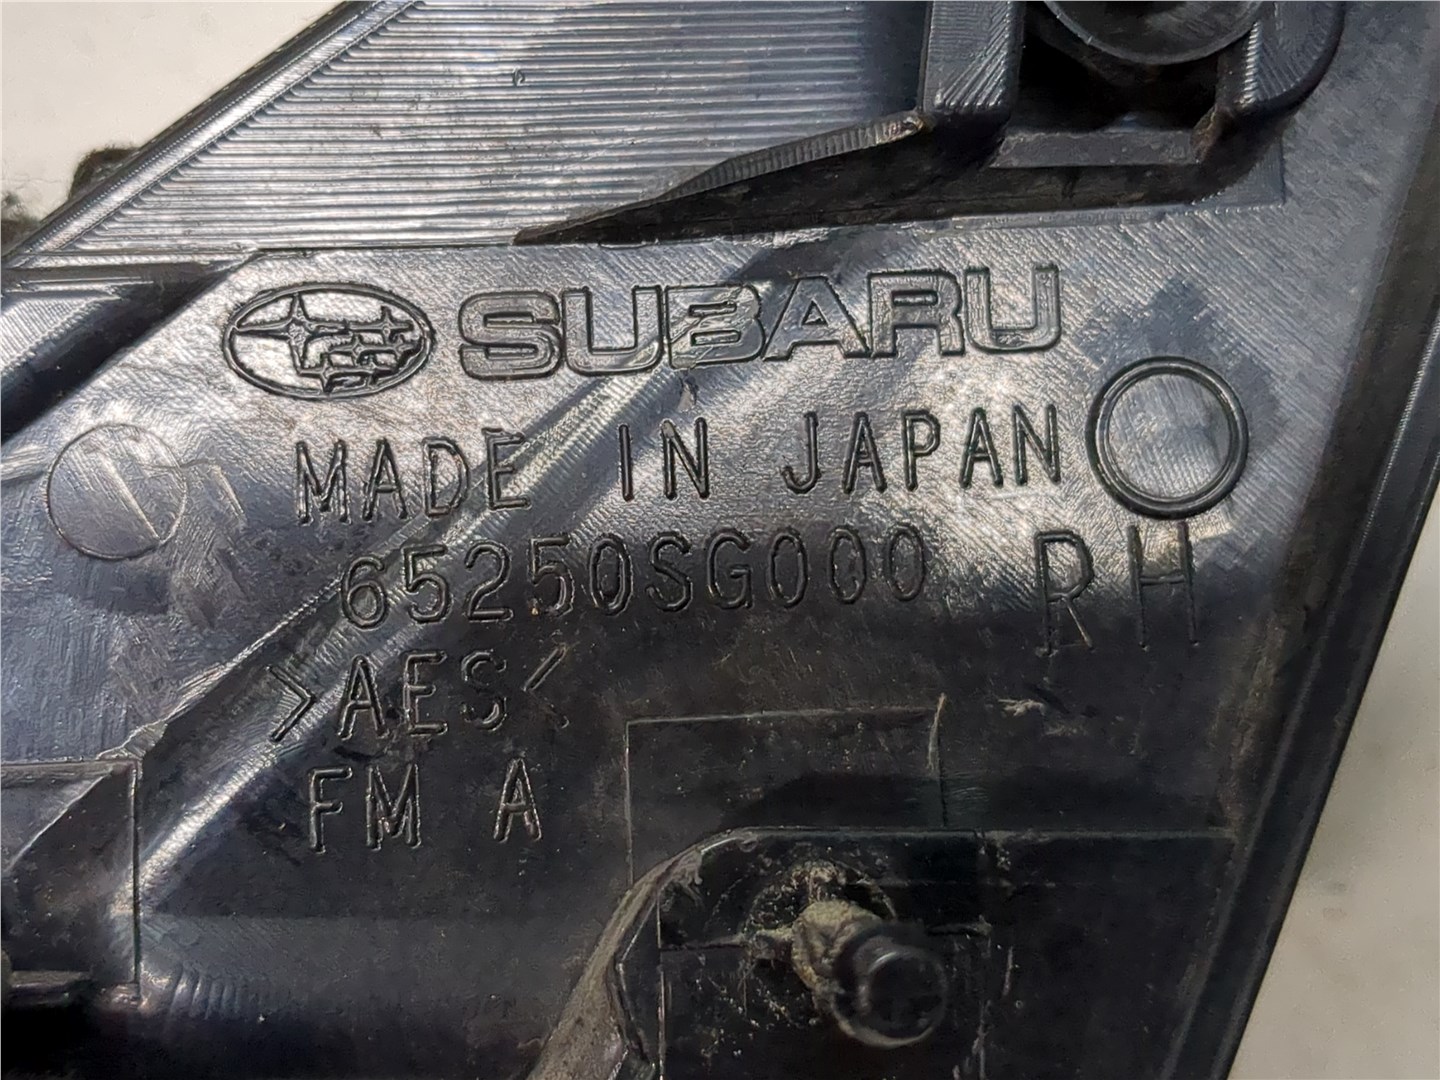 SUBARU
MADE IN JAPAN
65250SG000 RH
>AES<
FM A